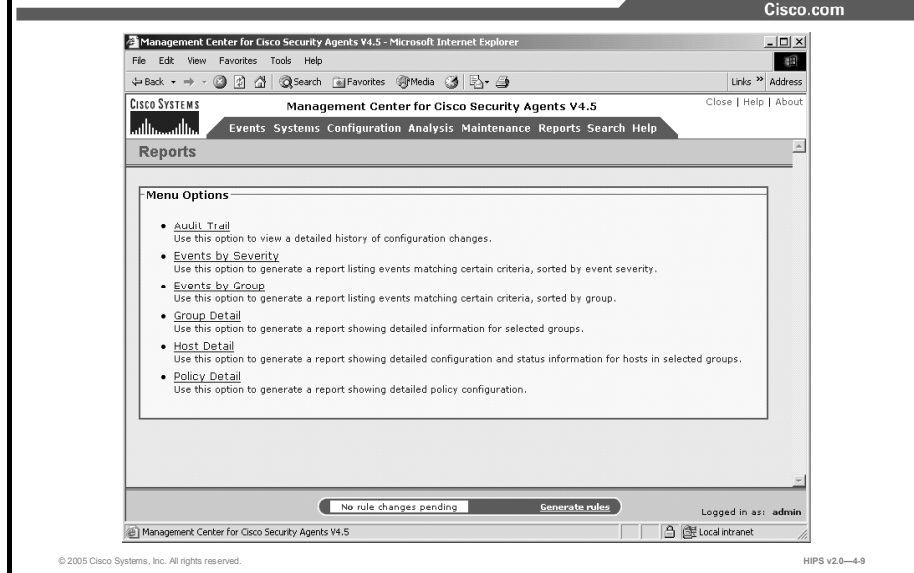 Cisco.com
Management Center for Cisco Security Agents V4.5 - Microsoft Internet Explorer
File Edit View Favorites Tools Help
Back Search Favorites Media Links » Address
CISCO SYSTEMS
Management Center for Cisco Security Agents V4.5
Close | Help | About
Events Systems Configuration Analysis Maintenance Reports Search Help
Reports
Menu Options
• Audit Trail
Use this option to view a detailed history of configuration changes.
• Events by Severity
Use this option to generate a report listing events matching certain criteria, sorted by event severity.
• Events by Group
Use this option to generate a report listing events matching certain criteria, sorted by group.
• Group Detail
Use this option to generate a report showing detailed information for selected groups.
• Host Detail
Use this option to generate a report showing detailed configuration and status information for hosts in selected groups.
• Policy Detail
Use this option to generate a report showing detailed policy configuration.
No rule changes pending Generate rules
Logged in as: admin
Management Center for Cisco Security Agents V4.5 Local intranet
© 2005 Cisco Systems, Inc. All rights reserved. HIPS v2.0—4-9